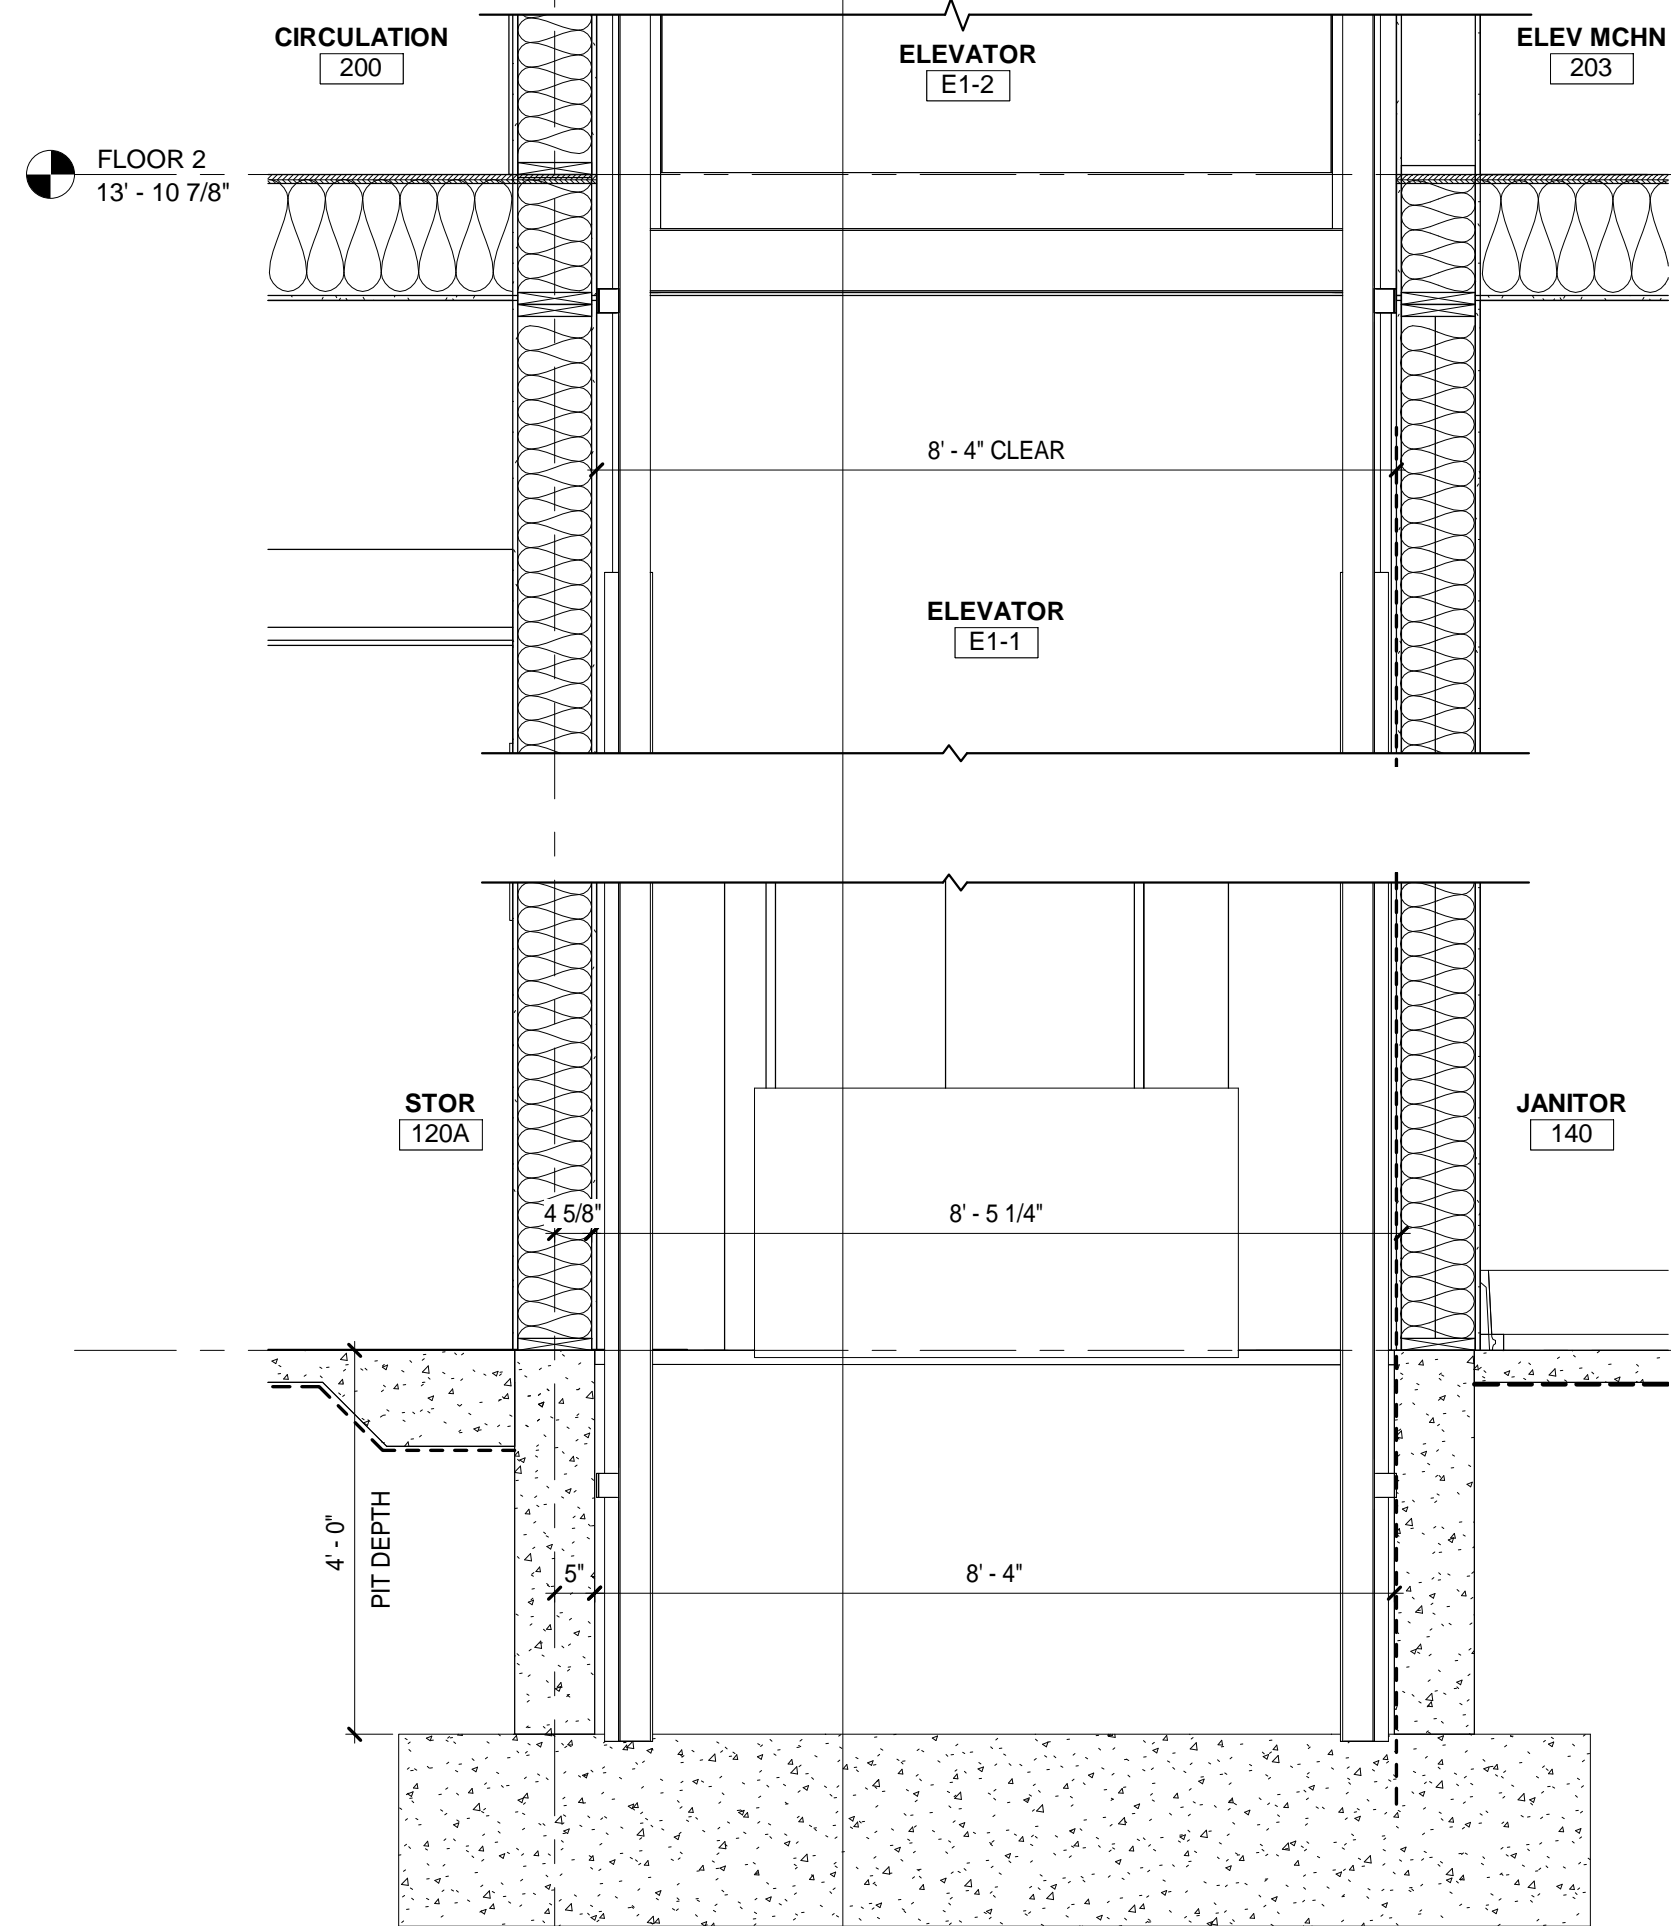 CIRCULATION
200
ELEVATOR
E1-2
ELEV MCHN
203
FLOOR 2
13' - 10 7/8"
8' - 4" CLEAR
ELEVATOR
E1-1
STOR
120A
JANITOR
140
4 5/8"
8' - 5 1/4"
4' - 0"
PIT DEPTH
5"
8' - 4"